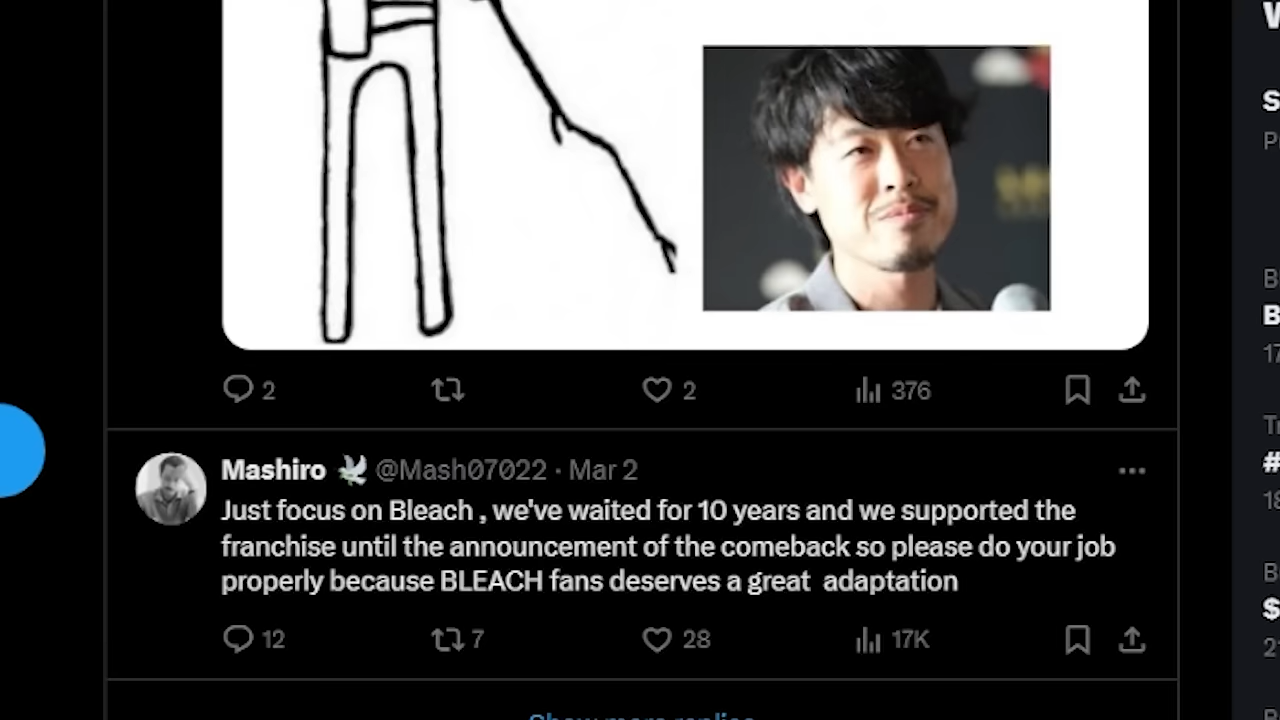 2
2
376
Mashiro 🕊️ @Mash07022 · Mar 2
Just focus on Bleach , we've waited for 10 years and we supported the
franchise until the announcement of the comeback so please do your job
properly because BLEACH fans deserves a great  adaptation
12
7
28
17K
Show more replies